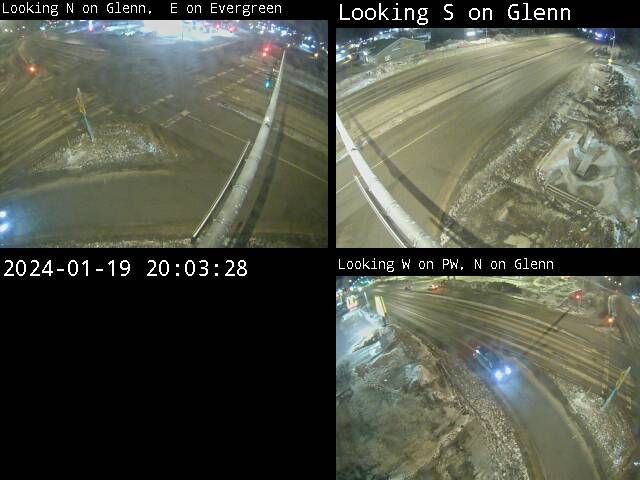 Looking N on Glenn, E on Evergreen
Looking S on Glenn
2024-01-19 20:03:28
Looking W on PW, N on Glenn